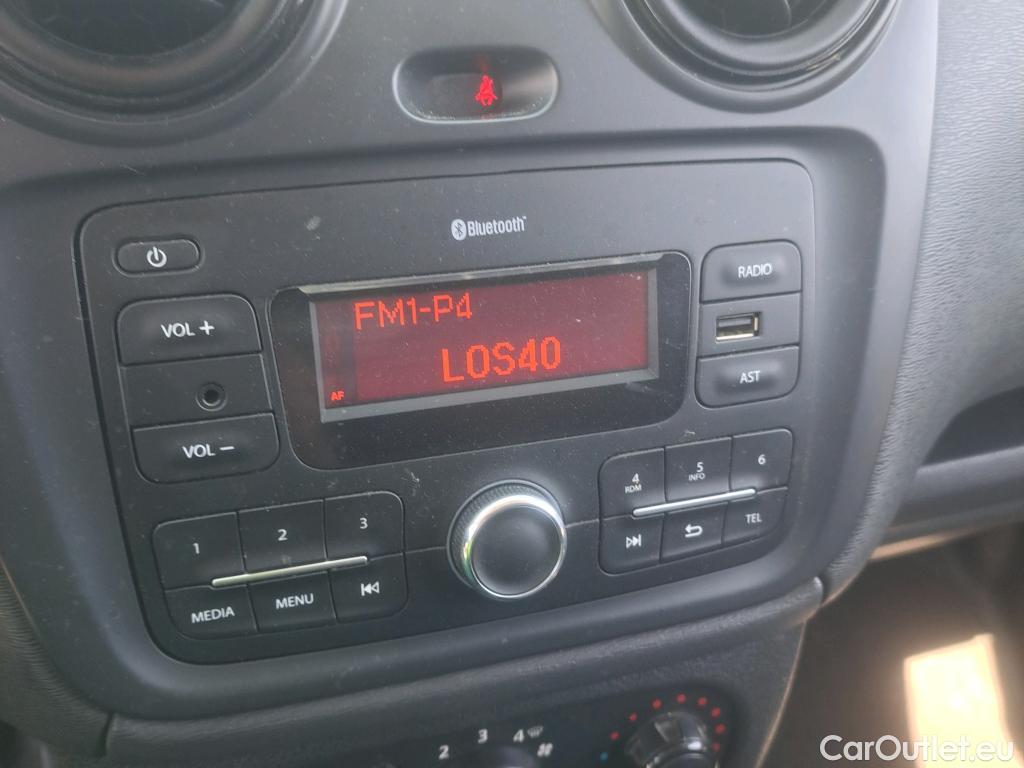 Bluetooth
RADIO
VOL +
FM1-P4
LOS40
AF
AST
VOL −
1
2
3
4
RDM
5
INFO
6
MEDIA
MENU
TEL
2 3 4
CarOutlet.eu